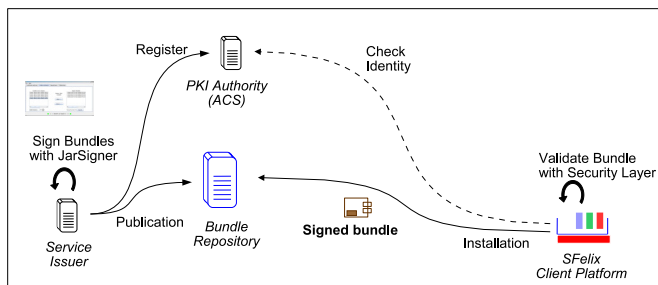 Register
PKI Authority
(ACS)
Check
Identity
Sign Bundles
with JarSigner
Validate Bundle
with Security Layer
Publication
Bundle
Repository
Signed bundle
Installation
Service
Issuer
SFelix
Client Platform